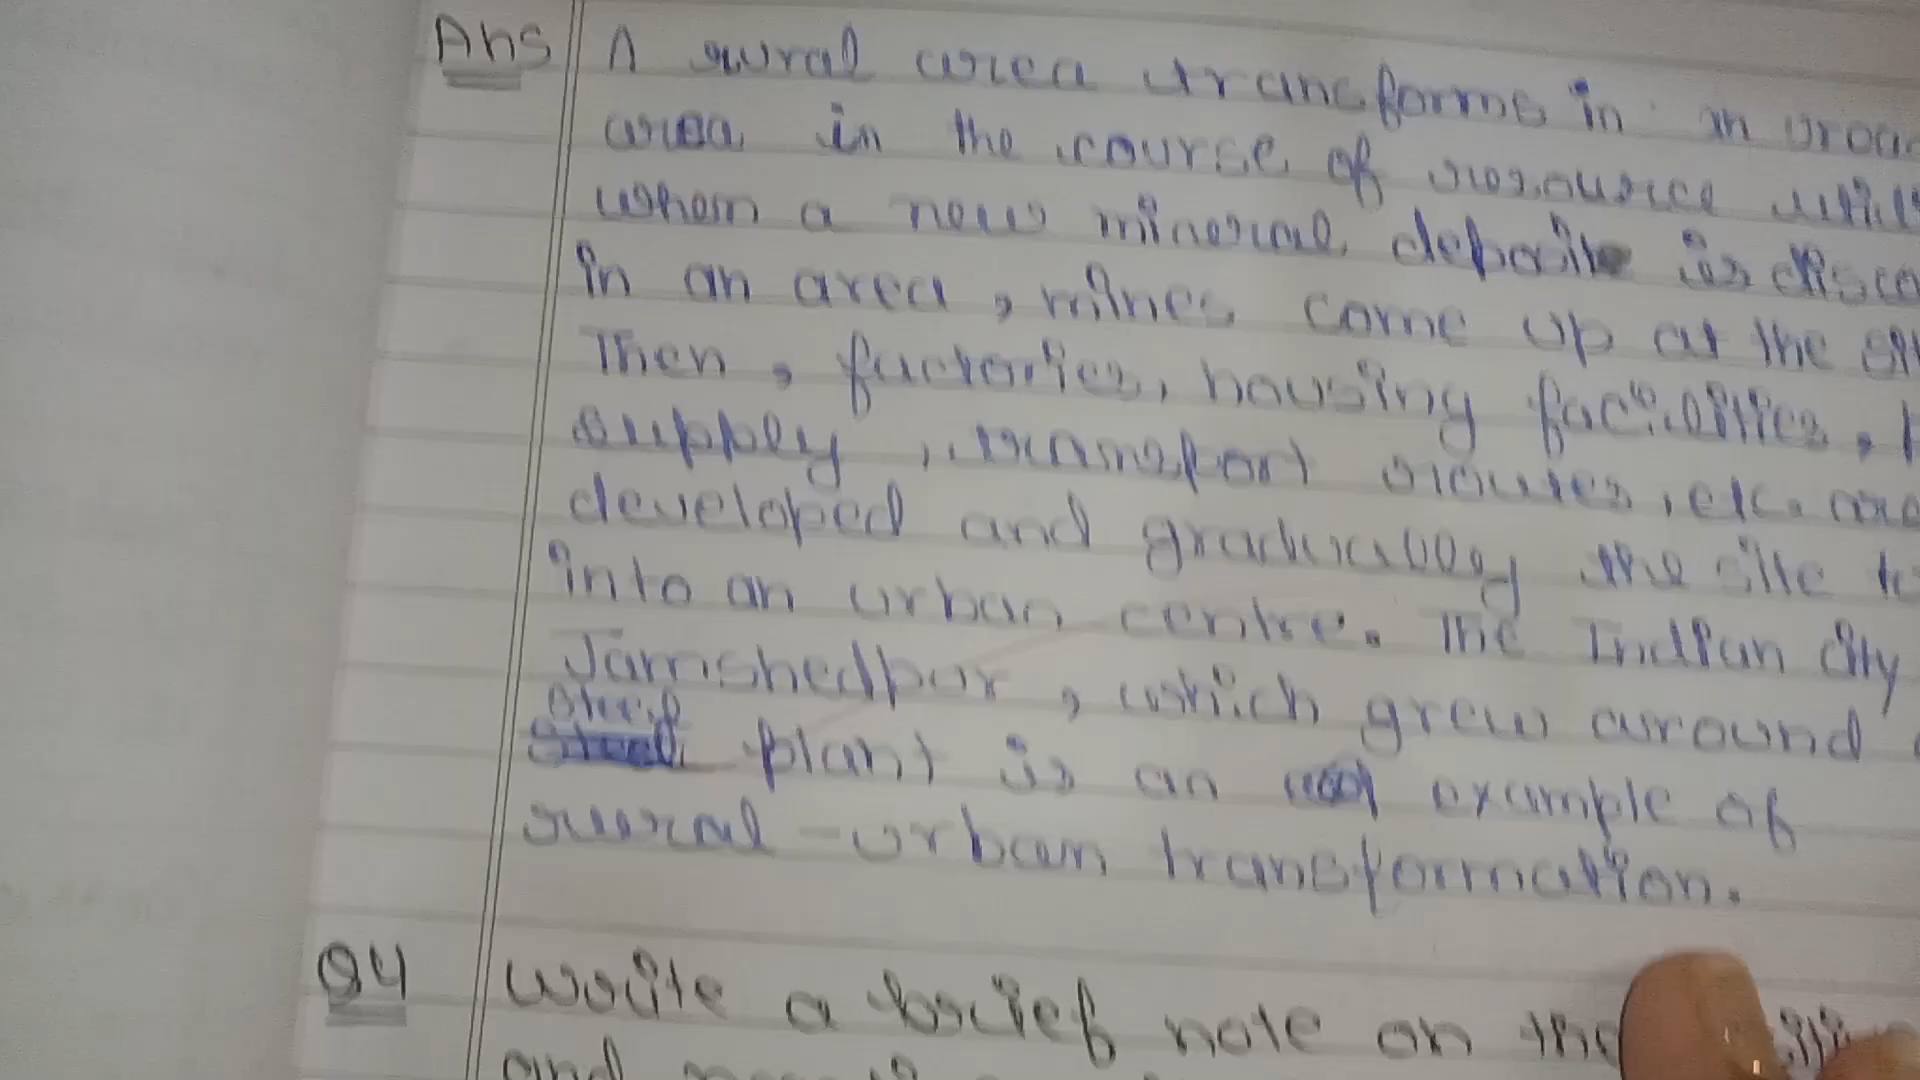 Ans A rural area transforms in an
area in the course of resource
when a new mineral deposit is
in an area, mines come up at the
Then, factories, housing facilities,
supply, transport routes, etc. are
developed and gradually the site
into an urban centre. The Indian city
Jamshedpur, which grew around
Steel plant is an example of
rural-urban transformation.
Q4 Write a brief note on the
and